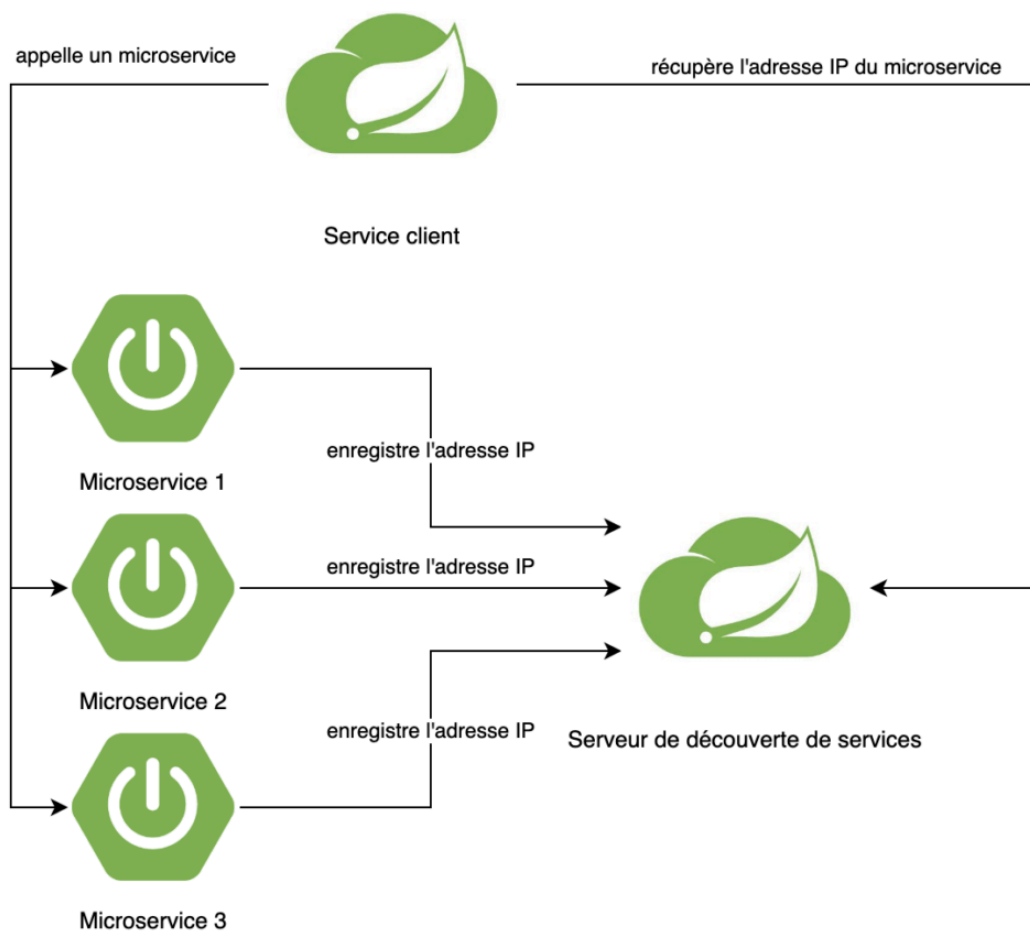 appelle un microservice
récupère l'adresse IP du microservice
Service client
enregistre l'adresse IP
Microservice 1
enregistre l'adresse IP
Microservice 2
enregistre l'adresse IP
Serveur de découverte de services
Microservice 3